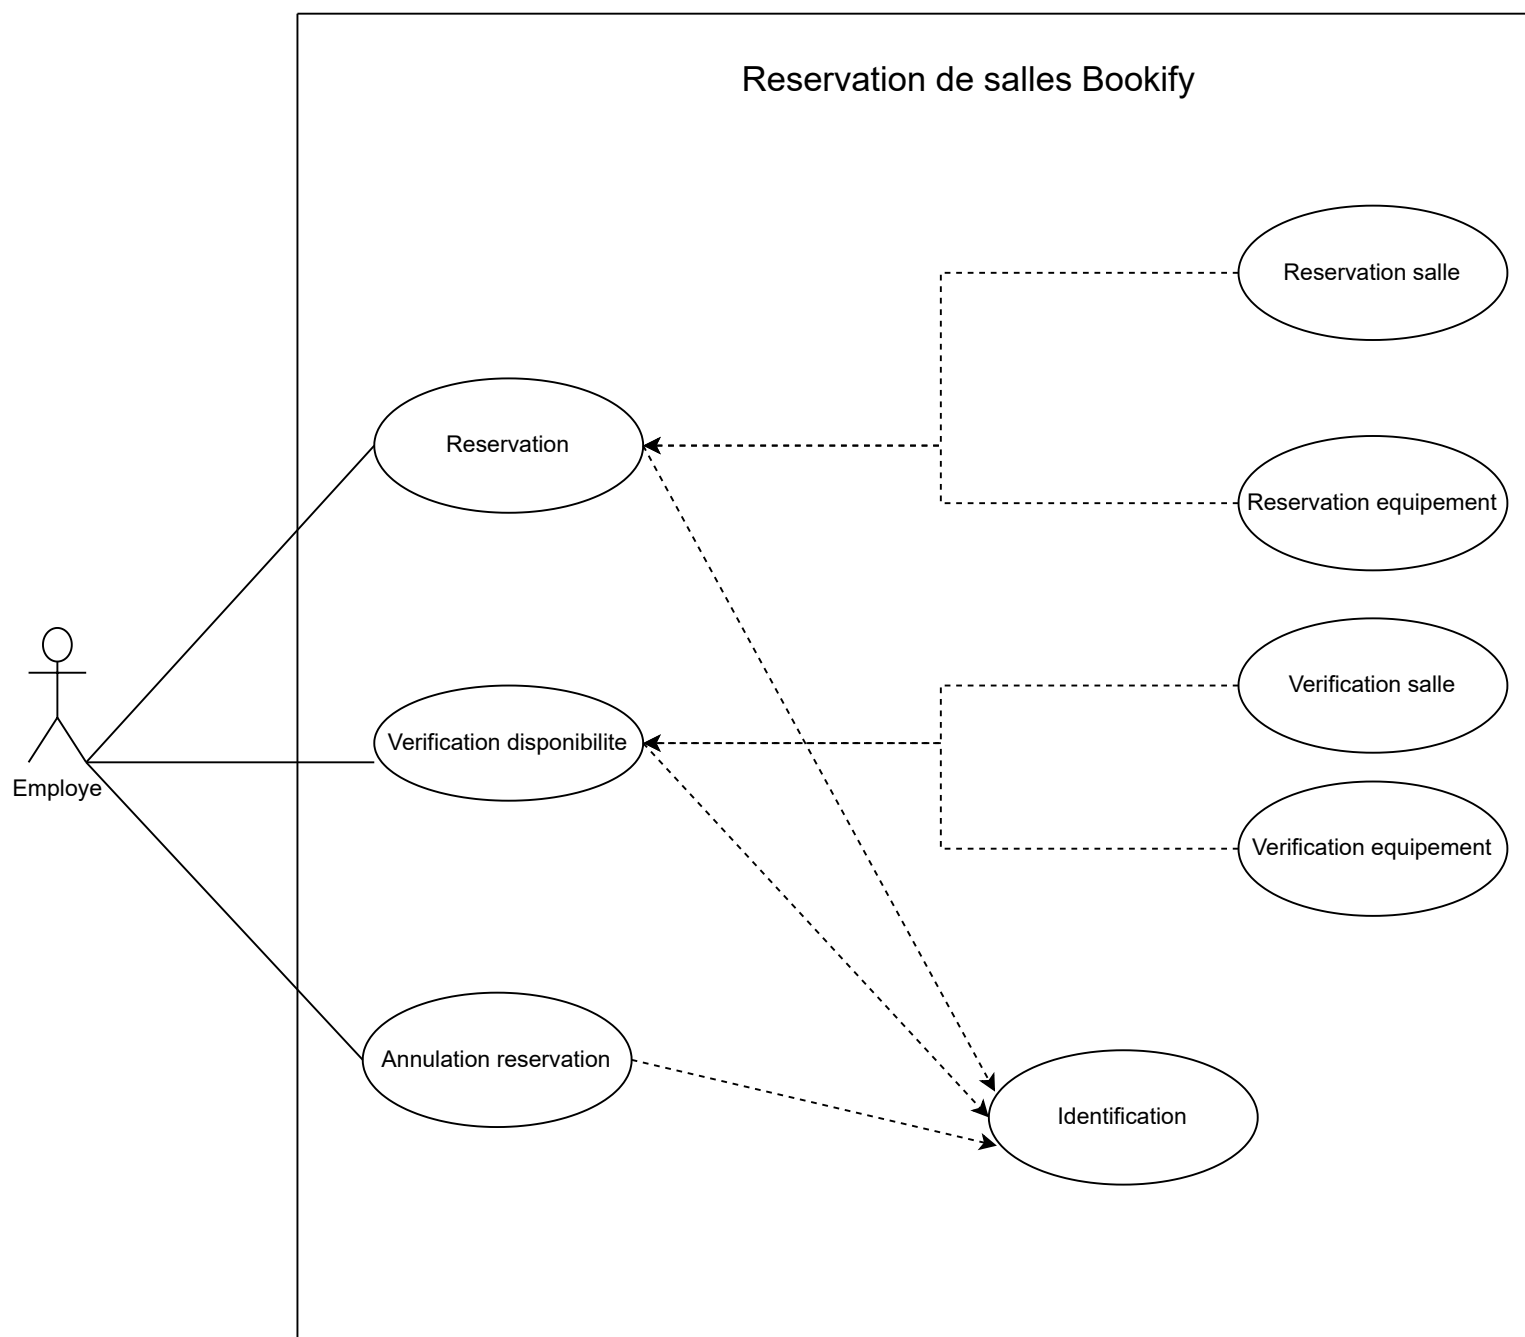 Reservation de salles Bookify
Reservation salle
Reservation
Reservation equipement
Verification salle
Verification disponibilite
Employe
Verification equipement
Annulation reservation
Identification